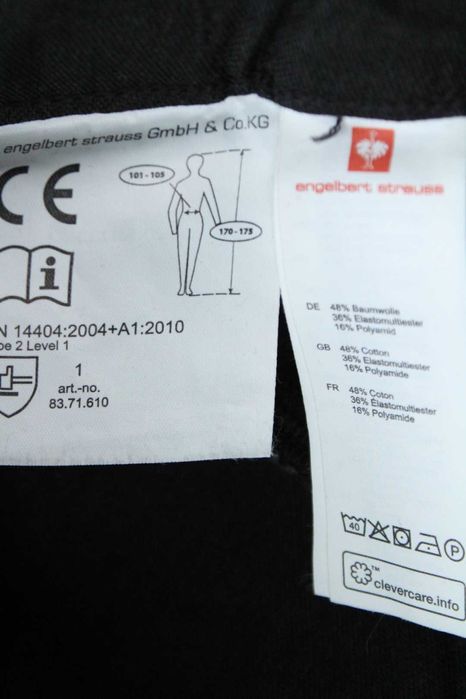 engelbert strauss GmbH & Co.KG
CE
101 - 105
170 - 175
i
N 14404:2004+A1:2010
pe 2 Level 1
1
art.-no.
83.71.610
engelbert strauss
DE 48% Baumwolle
36% Elastomultiester
16% Polyamid
GB 48% Cotton
36% Elastomultiester
16% Polyamide
FR 48% Coton
36% Élastomultiester
16% Polyamide
40
P
TM
clevercare.info